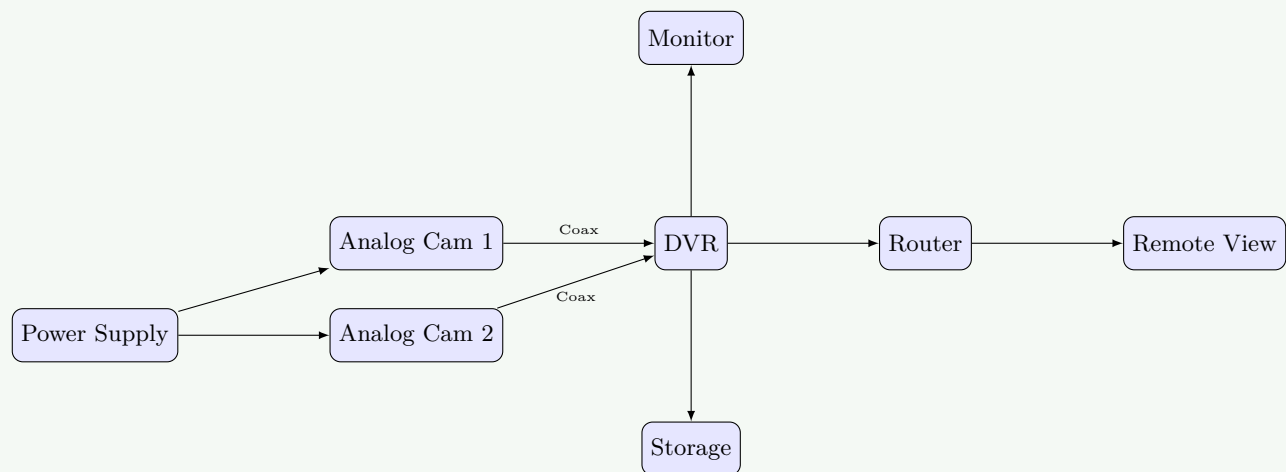 Monitor
Analog Cam 1
Coax
DVR
Router
Remote View
Power Supply
Analog Cam 2
Coax
Storage